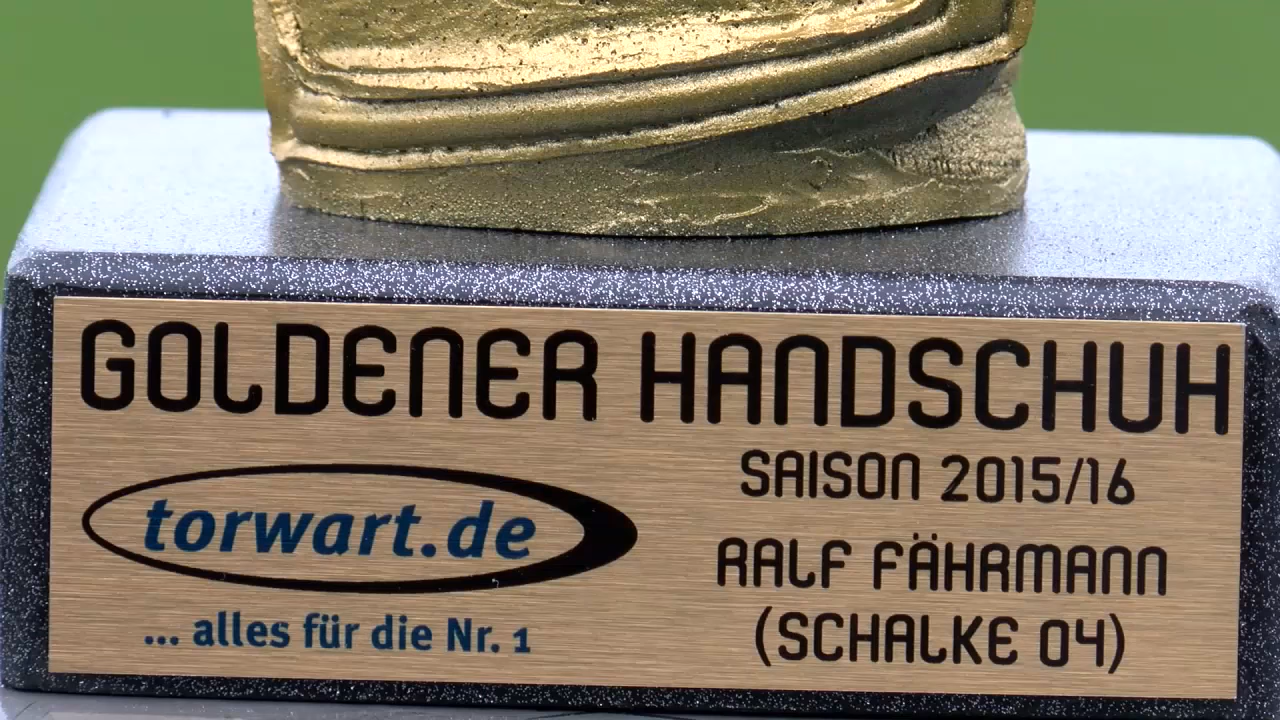 GOLDENER HANDSCHUH
SAISON 2015/16
torwart.de
RALF FÄHRMANN
(SCHALKE 04)
... alles für die Nr. 1